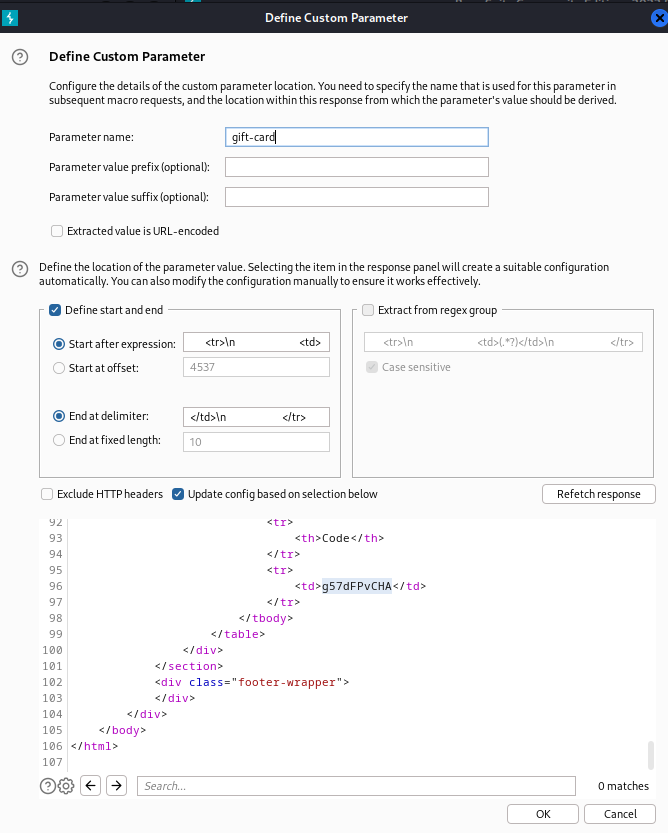 Define Custom Parameter
Define Custom Parameter
Configure the details of the custom parameter location. You need to specify the name that is used for this parameter in
subsequent macro requests, and the location within this response from which the parameter's value should be derived.
Parameter name: gift-card
Parameter value prefix (optional):
Parameter value suffix (optional):
Extracted value is URL-encoded
Define the location of the parameter value. Selecting the item in the response panel will create a suitable configuration
automatically. You can also modify the configuration manually to ensure it works effectively.
Define start and end
Start after expression: <tr>\n <td>
Start at offset: 4537
End at delimiter: </td>\n </tr>
End at fixed length: 10
Extract from regex group
<tr>\n <td>(.*?)</td>\n </tr>
Case sensitive
Exclude HTTP headers Update config based on selection below Refetch response
92 <tr>
93 <th>Code</th>
94 </tr>
95 <tr>
96 <td>g57dFPvCHA</td>
97 </tr>
98 </tbody>
99 </table>
100 </div>
101 </section>
102 <div class="footer-wrapper">
103 </div>
104 </div>
105 </body>
106 </html>
107
Search... 0 matches
OK Cancel